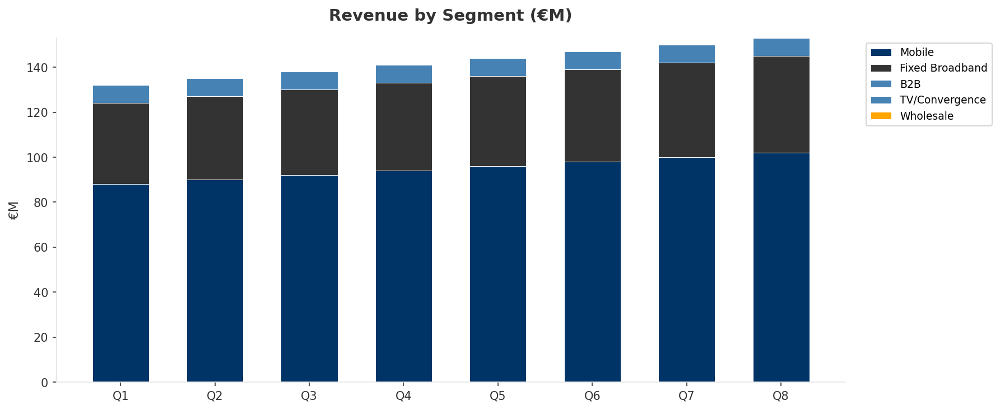 Revenue by Segment (€M)
€M
140
120
100
80
60
40
20
0
Q1 Q2 Q3 Q4 Q5 Q6 Q7 Q8
Mobile
Fixed Broadband
B2B
TV/Convergence
Wholesale